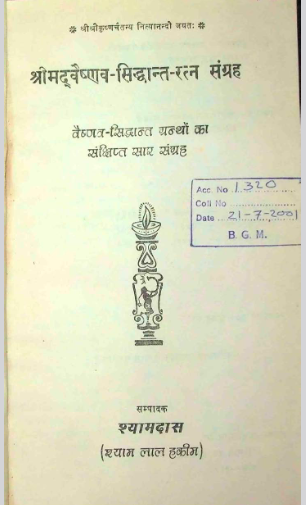 ❉ श्रीश्रीकृष्णचैतन्य नित्यानन्दौ जयतः ❉
श्रीमद्वैष्णव-सिद्धान्त-रत्न संग्रह
वैष्णव-सिद्धान्त ग्रन्थों का
संक्षिप्त सार संग्रह
Acc. No 1320
Coll No
Date 21-7-2001
B. G. M.
सम्पादक
श्यामदास
(श्याम लाल हकीम)